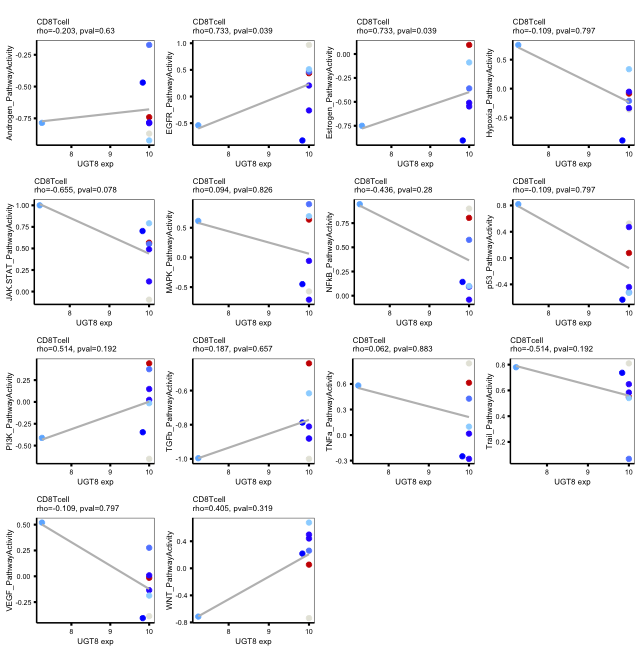 CD8Tcell
rho=-0.203, pval=0.63
Androgen_PathwayActivity
-0.25
-0.50
-0.75
8
9
10
UGT8 exp
CD8Tcell
rho=0.733, pval=0.039
EGFR_PathwayActivity
1.0
0.5
0.0
-0.5
8
9
10
UGT8 exp
CD8Tcell
rho=0.733, pval=0.039
Estrogen_PathwayActivity
0.00
-0.25
-0.50
-0.75
8
9
10
UGT8 exp
CD8Tcell
rho=-0.109, pval=0.797
Hypoxia_PathwayActivity
0.5
0.0
-0.5
8
9
10
UGT8 exp
CD8Tcell
rho=-0.655, pval=0.078
JAK.STAT_PathwayActivity
1.00
0.75
0.50
0.25
0.00
8
9
10
UGT8 exp
CD8Tcell
rho=0.094, pval=0.826
MAPK_PathwayActivity
0.5
0.0
-0.5
8
9
10
UGT8 exp
CD8Tcell
rho=-0.436, pval=0.28
NFkB_PathwayActivity
0.75
0.50
0.25
0.00
8
9
10
UGT8 exp
CD8Tcell
rho=-0.109, pval=0.797
p53_PathwayActivity
0.8
0.4
0.0
-0.4
8
9
10
UGT8 exp
CD8Tcell
rho=0.514, pval=0.192
PI3K_PathwayActivity
0.25
0.00
-0.25
-0.50
8
9
10
UGT8 exp
CD8Tcell
rho=0.187, pval=0.657
TGFb_PathwayActivity
-0.6
-0.8
-1.0
8
9
10
UGT8 exp
CD8Tcell
rho=0.062, pval=0.883
TNFa_PathwayActivity
0.6
0.3
0.0
-0.3
8
9
10
UGT8 exp
CD8Tcell
rho=-0.514, pval=0.192
Trail_PathwayActivity
0.8
0.6
0.4
0.2
8
9
10
UGT8 exp
CD8Tcell
rho=-0.109, pval=0.797
VEGF_PathwayActivity
0.50
0.25
0.00
-0.25
8
9
10
UGT8 exp
CD8Tcell
rho=0.405, pval=0.319
WNT_PathwayActivity
0.4
0.0
-0.4
-0.8
8
9
10
UGT8 exp